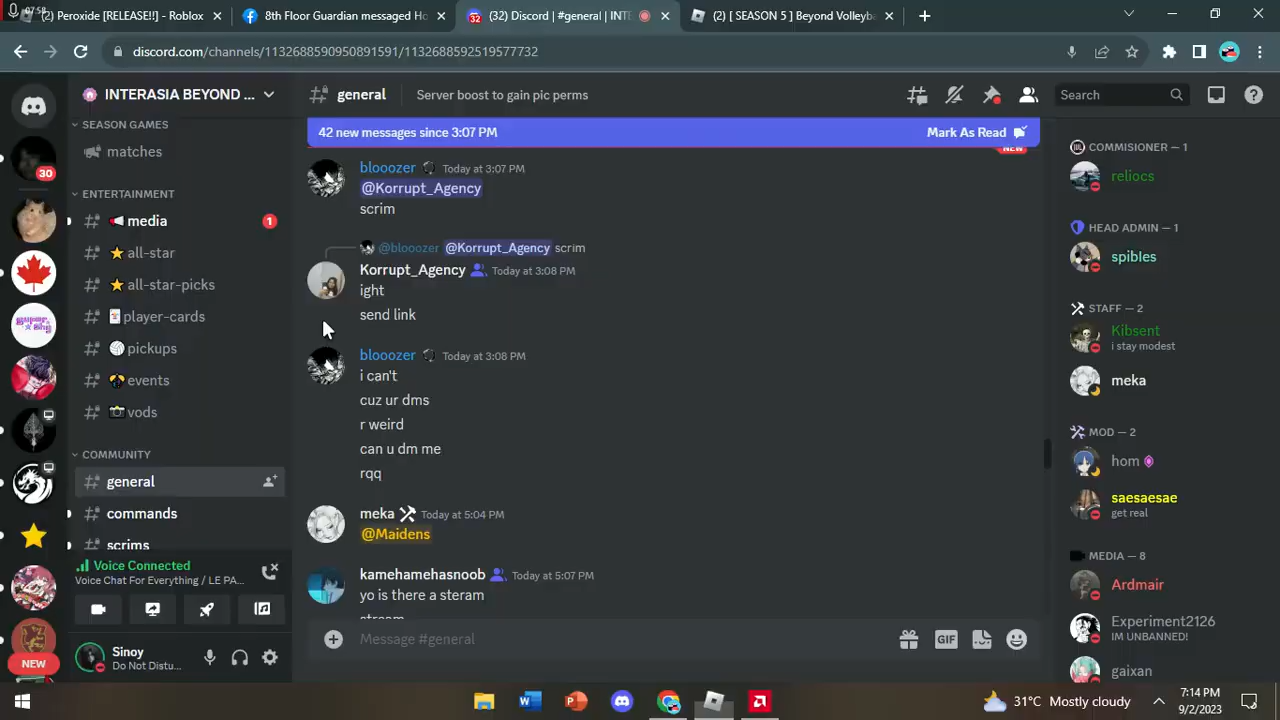 07:58
(2) Peroxide [RELEASE!!] - Roblox
8th Floor Guardian messaged Ho
(32) Discord | #general | INTERAS
(2) [ SEASON 5 ] Beyond Volleyba
discord.com/channels/1132688590950891591/1132688592519577732
INTERASIA BEYOND ...
general
Server boost to gain pic perms
Search
42 new messages since 3:07 PM
Mark As Read
NEW
SEASON GAMES
matches
ENTERTAINMENT
media
1
all-star
all-star-picks
player-cards
pickups
events
vods
COMMUNITY
general
commands
scrims
30
NEW
Voice Connected
Voice Chat For Everything / LE PA...
Sinoy
Do Not Distu...
blooozer Today at 3:07 PM
@Korrupt_Agency
scrim
@blooozer @Korrupt_Agency scrim
Korrupt_Agency Today at 3:08 PM
ight
send link
blooozer Today at 3:08 PM
i can't
cuz ur dms
r weird
can u dm me
rqq
meka Today at 5:04 PM
@Maidens
kamehamehasnoob Today at 5:07 PM
yo is there a steram
stream
Message #general
GIF
COMMISIONER — 1
reliocs
HEAD ADMIN — 1
spibles
STAFF — 2
Kibsent
i stay modest
meka
MOD — 2
hom
saesaesae
get real
MEDIA — 8
Ardmair
Experiment2126
IM UNBANNED!
gaixan
31°C Mostly cloudy
7:14 PM
9/2/2023